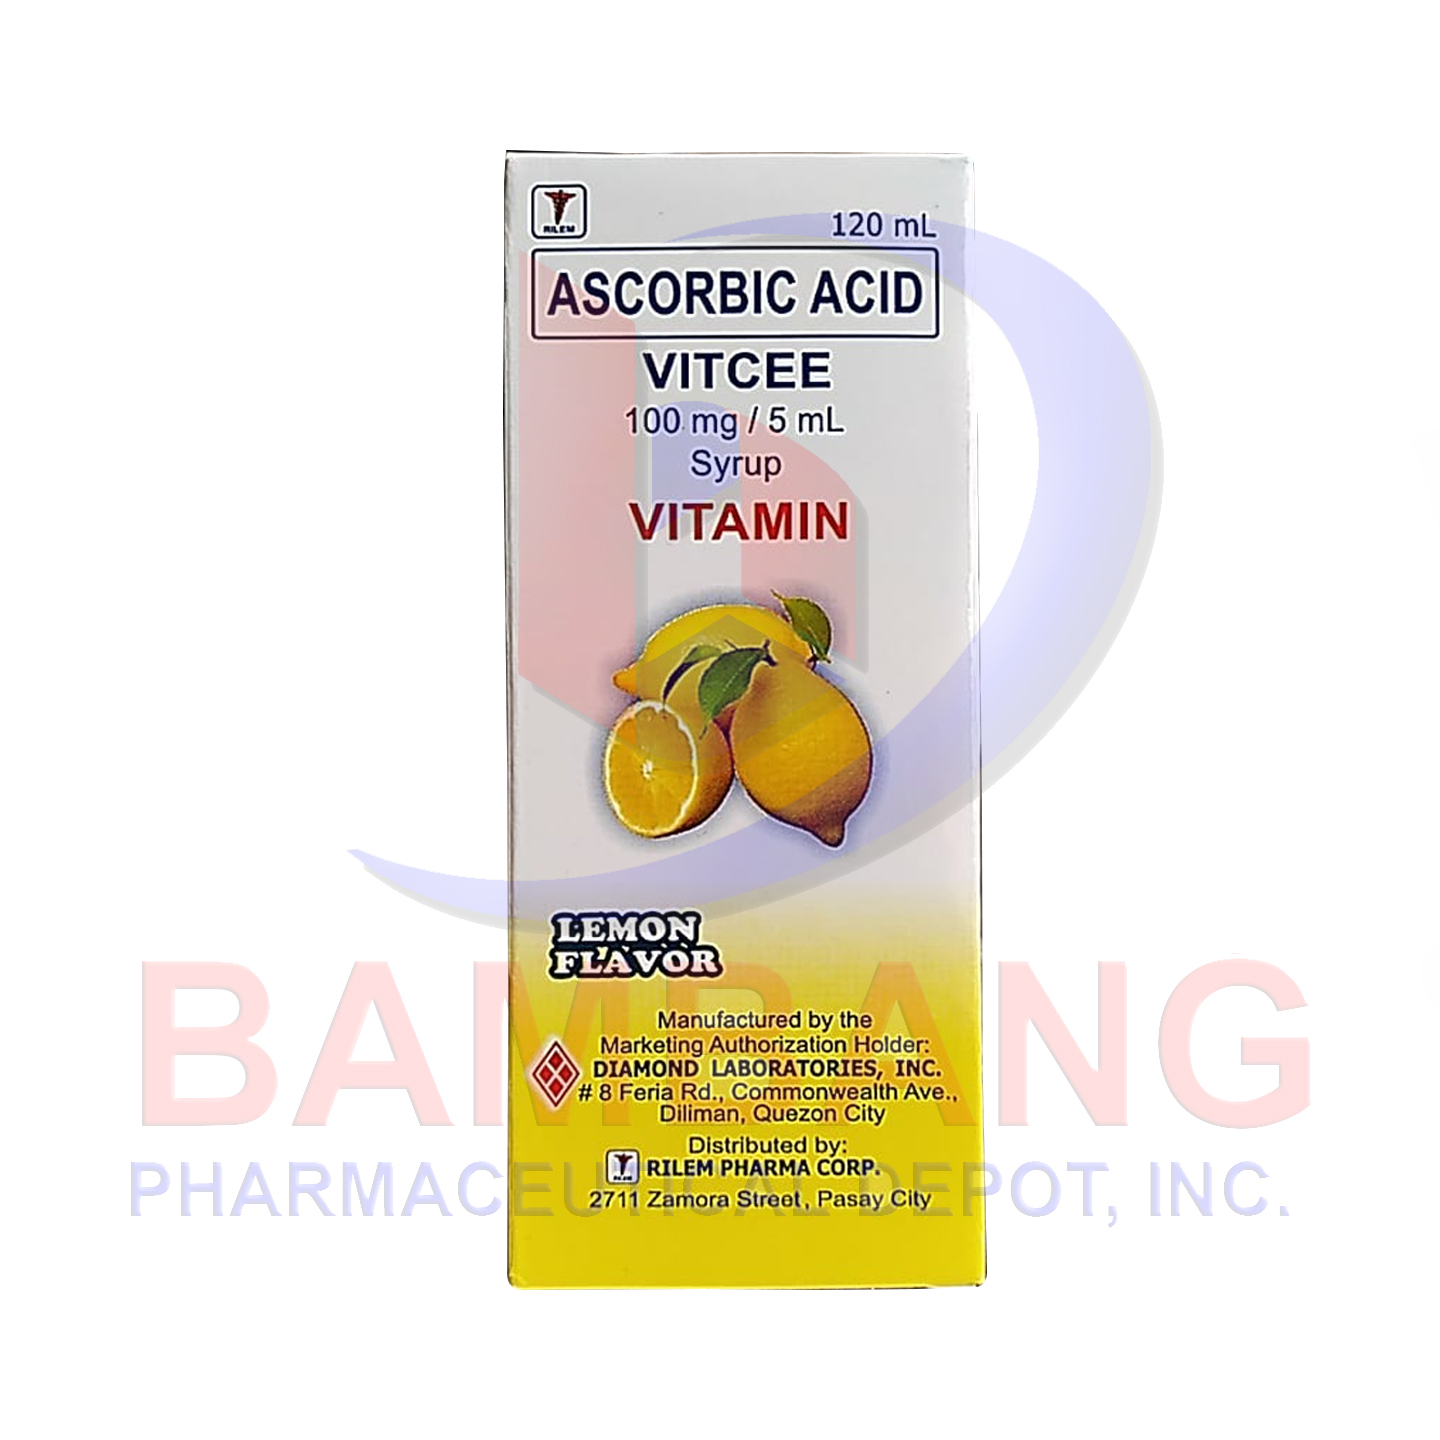 RILEM
120 mL
ASCORBIC ACID
VITCEE
100 mg / 5 mL
Syrup
VITAMIN
LEMON
FLAVOR
Manufactured by the
Marketing Authorization Holder:
DIAMOND LABORATORIES, INC.
# 8 Feria Rd., Commonwealth Ave.,
Diliman, Quezon City
Distributed by:
RILEM
RILEM PHARMA CORP.
2711 Zamora Street, Pasay City
BAMBANG
PHARMACEUTICAL DEPOT, INC.